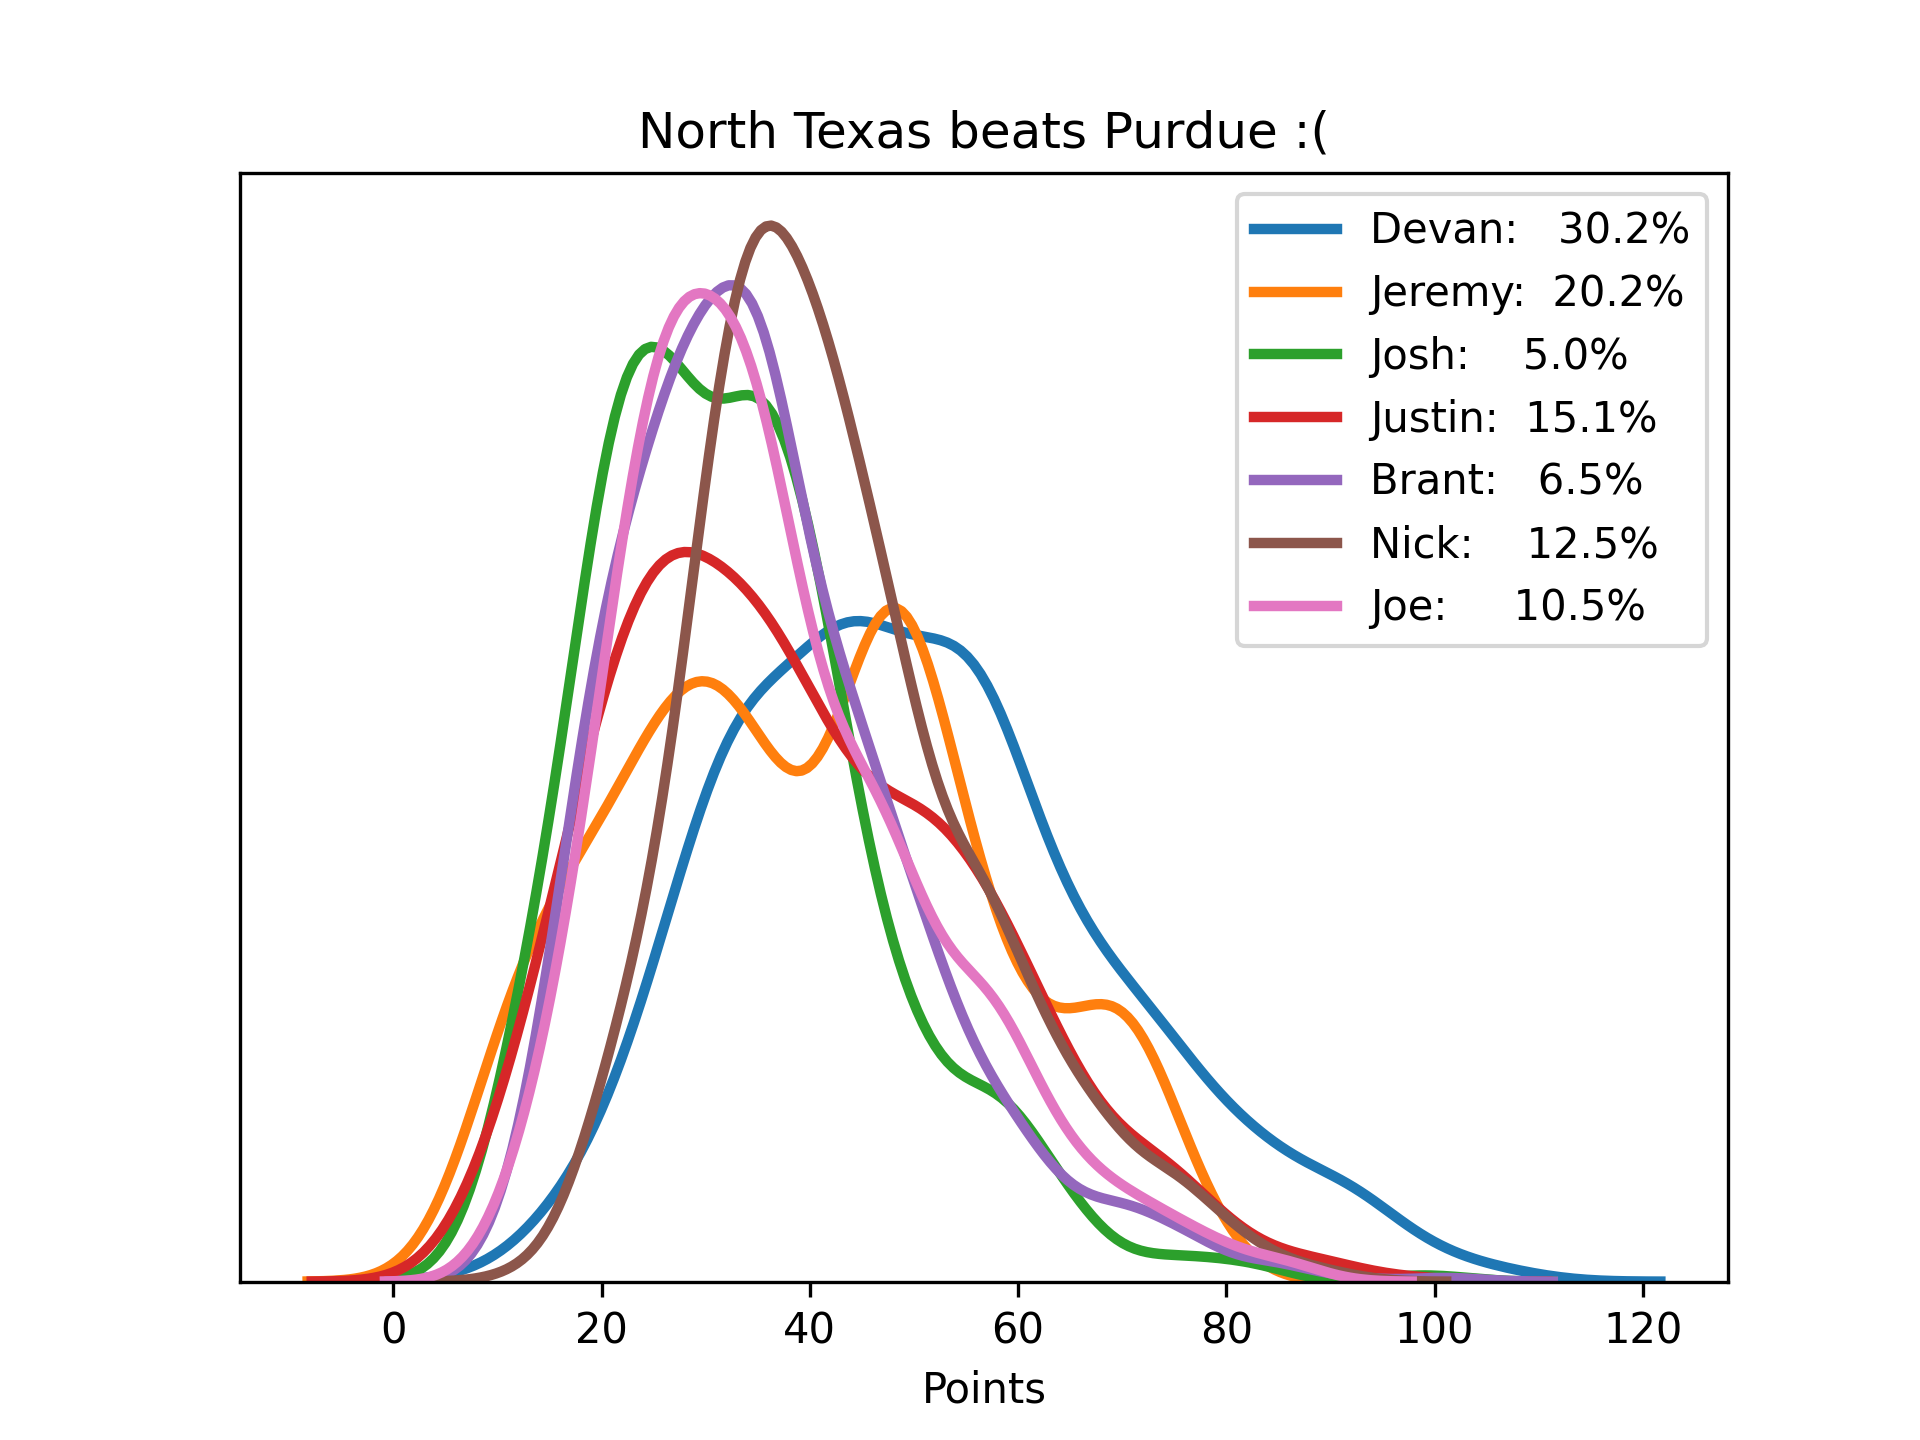 North Texas beats Purdue :(
Devan: 30.2%
Jeremy: 20.2%
Josh: 5.0%
Justin: 15.1%
Brant: 6.5%
Nick: 12.5%
Joe: 10.5%
0 20 40 60 80 100 120
Points